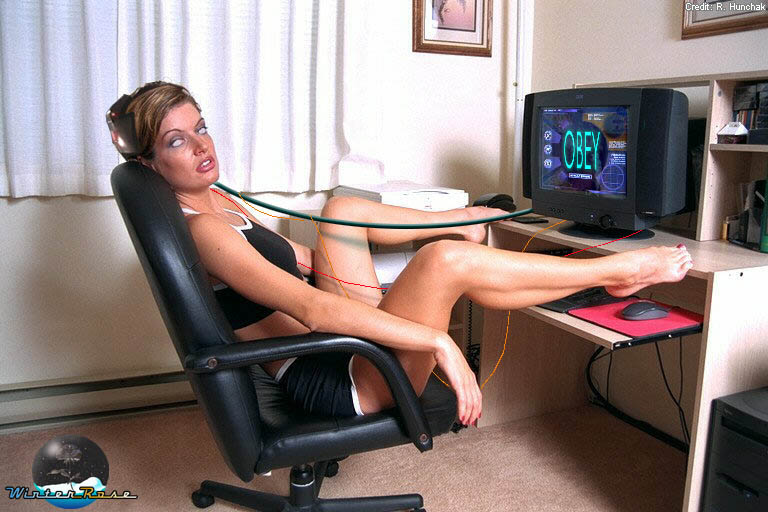 Credit: R. Hunchak
OBEY
WinterRose